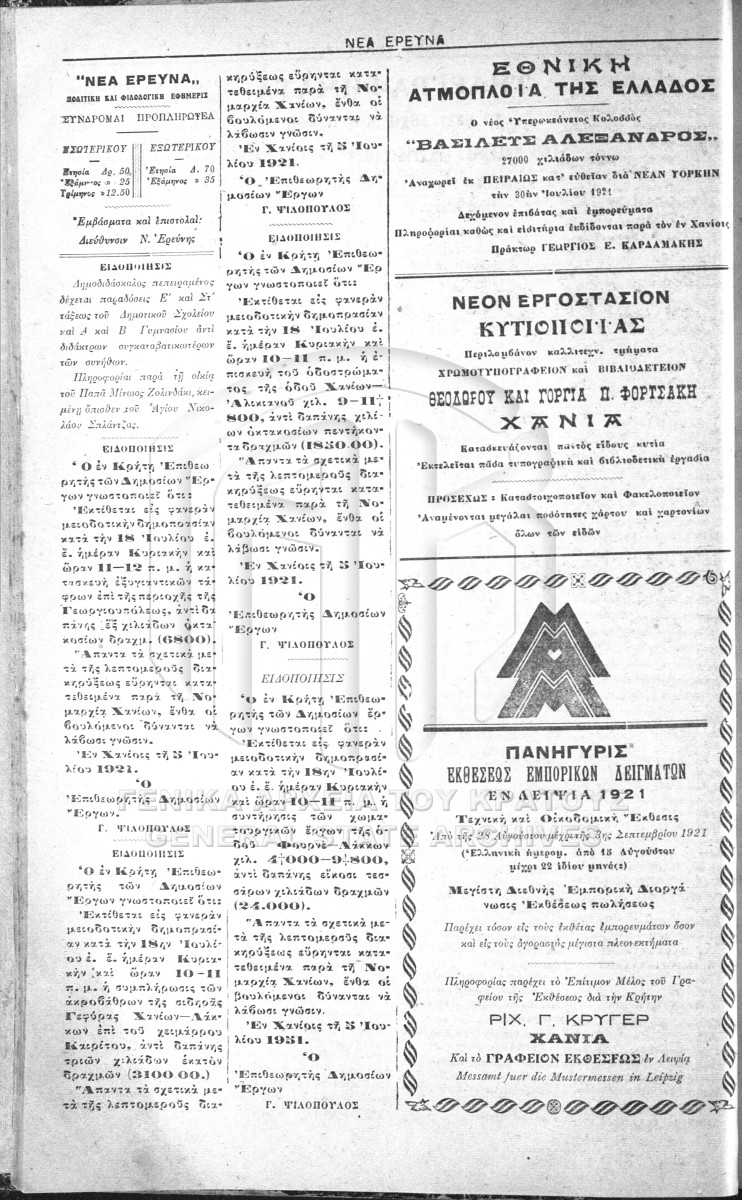 ΝΕΑ ΕΡΕΥΝΑ
"ΝΕΑ ΕΡΕΥΝΑ„
ΠΟΛΙΤΙΚΗ ΚΑΙ ΦΙΛΟΛΟΓΙΚΗ ΕΦΗΜΕΡΙΣ
ΣΥΝΔΡΟΜΑΙ ΠΡΟΠΛΗΡΩΤΕΑ
ΕΣΩΤΕΡΙΚΟΥ
Ετησία Δρ. 50,
Ἑξάμηνος » 25
Τρίμηνος »12.50
ΕΞΩΤΕΡΙΚΟΥ
Ἐτησία Δ. 70
Ἑξάμηνος » 35
Ἐμβάσματα καὶ ἐπιστολαί:
Διεύθυνσιν Ν. Ἐρεύνης
ΕΙΔΟΠΟΙΗΣΙΣ
Δημοδιδάσκαλος πεπειραμένος
δέχεται παραδόσεις Ε' καὶ Στ'
τάξεως τοῦ Δημοτικοῦ Σχολείου
καὶ Α καὶ Β Γυμνασίου ἀντὶ
διδάκτρων συγκαταβατικωτέρων
τῶν συνήθων.
Πληροφορίαι παρὰ τῇ οἰκίᾳ
τοῦ Παπᾶ Μίνωος Ζολινδάκι, κει-
μένῃ ὄπισθεν τοῦ Ἁγίου Νικο-
λάου Σπλάντζας.
ΕΙΔΟΠΟΙΗΣΙΣ
Ὁ ἐν Κρήτῃ Ἐπιθεω
ρητὴς τῶν Δημοσίων Ἔρ-
γων γνωστοποιεῖ ὅτι:
Ἐκτίθεται εἰς φανερὰν
μειοδοτικὴν δημοπρασίαν
κατὰ τὴν 18 Ἰουλίου ἐ.
ἔ. ἡμέραν Κυριακὴν καὶ
ὥραν 11—12 π. μ. ἡ κα-
τασκευὴ ἐξυγιαντικῶν τά-
φρων ἐπὶ τῆς περιοχῆς τῆς
Γεωργιουπόλεως, ἀντὶ δα
πάνης ἓξ χιλιάδων ὀκτα-
κοσίων δραχμ. (6800).
Ἅπαντα τὰ σχετικὰ με-
τὰ τῆς λεπτομεροῦς δια-
κηρύξεως εὕρηνται κατα-
τεθειμένα παρὰ τῇ Νο-
μαρχίᾳ Χανίων, ἔνθα οἱ
βουλόμενοι δύνανται νὰ
λάβωσι γνῶσιν.
Ἐν Χανίοις τῇ 5 Ἰου-
λίου 1921.
Ὁ
Ἐπιθεωρητὴς Δημοσίων
Ἔργων.
Γ. ΨΙΛΟΠΟΥΛΟΣ
ΕΙΔΟΠΟΙΗΣΙΣ
Ὁ ἐν Κρήτῃ Ἐπιθεω-
ρητὴς τῶν Δημοσίων
Ἔργων γνωστοποιεῖ ὅτι:
Ἐκτίθεται εἰς φανερὰν
μειοδοτικὴν δημοπρασί-
αν κατὰ τὴν 18ην Ἰουλί-
ου ἐ. ἔ. ἡμέραν Κυρια-
κὴν καὶ ὥραν 10—11
π. μ. ἡ συμπλήρωσις τῶν
ἀκροβάθρων τῆς σιδηρᾶς
Γεφύρας Χανίων—Λάκ-
κων ἐπὶ τοῦ χειμάρρου
Καιρίτου, ἀντὶ δαπάνης
τριῶν χιλιάδων ἑκατὸν
δραχμῶν (3100.00.)
Ἅπαντα τὰ σχετικὰ με-
τὰ τῆς λεπτομεροῦς δια-
κηρύξεως εὕρηνται κατα-
τεθειμένα παρὰ τῇ Νο-
μαρχίᾳ Χανίων, ἔνθα οἱ
βουλόμενοι δύνανται νὰ
λάβωσιν γνῶσιν.
Ἐν Χανίοις τῇ 5 Ἰου-
λίου 1921.
Ὁ Ἐπιθεωρητὴς Δη-
μοσίων Ἔργων
Γ. ΨΙΛΟΠΟΥΛΟΣ
ΕΙΔΟΠΟΙΗΣΙΣ
Ὁ ἐν Κρήτῃ Ἐπιθεω-
ρητὴς τῶν Δημοσίων Ἔρ
γων γνωστοποιεῖ ὅτι:
Ἐκτίθεται εἰς φανερὰν
μειοδοτικὴν δημοπρασίαν
κατὰ τὴν 18 Ἰουλίου ἐ.
ἔ. ἡμέραν Κυριακὴν καὶ
ὥραν 10—11 π. μ. ἡ ἐ-
πισκευὴ τοῦ ὁδοστρώμα-
τος τῆς ὁδοῦ Χανίων—
Ἀλικιανοῦ χιλ. 9—11+
800, ἀντὶ δαπάνης χιλί-
ων ὀκτακοσίων πεντήκον-
τα δραχμῶν (1850.00).
Ἅπαντα τὰ σχετικὰ με-
τὰ τῆς λεπτομεροῦς δια-
κηρύξεως εὕρηνται κατα-
τεθειμένα παρὰ τῇ Νο-
μαρχίᾳ Χανίων, ἔνθα οἱ
βουλόμενοι δύνανται νὰ
λάβωσι γνῶσιν.
Ἐν Χανίοις τῇ 5 Ἰου-
λίου 1921.
Ὁ
Ἐπιθεωρητὴς Δημοσίων
Ἔργων
Γ. ΨΙΛΟΠΟΥΛΟΣ
ΕΙΔΟΠΟΙΗΣΙΣ
Ὁ ἐν Κρήτῃ Ἐπιθεω-
ρητὴς τῶν Δημοσίων ἔρ-
γων γνωστοποιεῖ ὅτι:
Ἐκτίθεται εἰς φανερὰν
μειοδοτικὴν δημοπρασί-
αν κατὰ τὴν 18ην Ἰουλί-
ου ἐ. ἔ. ἡμέραν Κυριακὴν
καὶ ὥραν 10—11 π. μ. ἡ
συντήρησις τῶν χωμα-
τουργικῶν ἔργων τῆς ὁ-
δοῦ Φουρνὲ—Λάκκων
χιλ. 4+000—9+800,
ἀντὶ δαπάνης εἴκοσι τεσ-
σάρων χιλιάδων δραχμῶν
(24.000).
Ἅπαντα τὰ σχετικὰ με-
τὰ τῆς λεπτομεροῦς δια-
κηρύξεως εὕρηνται κατα-
τεθειμένα παρὰ τῇ Νο-
μαρχίᾳ Χανίων, ἔνθα οἱ
βουλόμενοι δύνανται νὰ
λάβωσι γνῶσιν.
Ἐν Χανίοις τῇ 5 Ἰου-
λίου 1951.
Ὁ
Ἐπιθεωρητὴς Δημοσίων
Ἔργων
Γ. ΨΙΛΟΠΟΥΛΟΣ
ΕΘΝΙΚΗ
ΑΤΜΟΠΛΟΙΑ ΤΗΣ ΕΛΛΑΔΟΣ
Ο νέος Ὑπερωκεάνειος Κολοσσὸς
"ΒΑΣΙΛΕΥΣ ΑΛΕΞΑΝΔΡΟΣ„
27000 χιλιάδων τόννω
Ἀναχωρεῖ ἐκ ΠΕΙΡΑΙΩΣ κατ' εὐθεῖαν διὰ ΝΕΑΝ ΥΟΡΚΗΝ
τὴν 30ὴν Ἰουλίου 1921
Δεχόμενον ἐπιβάτας καὶ ἐμπορεύματα
Πληροφορίαι καθὼς καὶ εἰσιτήρια ἐκδίδονται παρὰ τὸν ἐν Χανίοις
Πράκτωρ ΓΕΩΡΓΙΟΣ Ε. ΚΑΡΔΑΜΑΚΗΣ
ΝΕΟΝ ΕΡΓΟΣΤΑΣΙΟΝ
ΚΥΤΙΟΠΟΙΪΑΣ
Περιλαμβάνον καλλιτεχν. τμήματα
ΧΡΩΜΟΤΥΠΟΓΡΑΦΕΙΟΝ καὶ ΒΙΒΛΙΟΔΕΤΕΙΟΝ
ΘΕΟΔΩΡΟΥ ΚΑΙ ΓΟΡΓΙΑ Π. ΦΟΡΤΣΑΚΗ
ΧΑΝΙΑ
Κατασκευάζονται παντὸς εἴδους κυτία
Ἐκτελεῖται πᾶσα τυπογραφικὴ καὶ βιβλιοδετικὴ ἐργασία
ΠΡΟΣΕΧΩΣ : Καταστοιχοποιεῖον καὶ Φακελοποιεῖον
Ἀναμένονται μεγάλαι ποσότητες χάρτου καὶ χαρτονίων
ὅλων τῶν εἰδῶν
ΠΑΝΗΓΥΡΙΣ
ΕΚΘΕΣΕΩΣ ΕΜΠΟΡΙΚΩΝ ΔΕΙΓΜΑΤΩΝ
ΕΝ ΛΕΙΨΙΑ 1921
Τεχνικὴ καὶ Οἰκοδομικὴ Ἔκθεσις
Ἀπὸ τῆς 28 Αὐγούστου μέχρι τῆς 3ης Σεπτεμβρίου 1921
(Ἑλληνικὴ ἡμερομ. ἀπὸ 15 Αὐγούστου
μέχρι 22 ἰδίου μηνός:)
Μεγίστη Διεθνὴς Ἐμπορικὴ Διοργά
νωσις Ἐκθέσεως πωλήσεως
Παρέχει τόσον εἰς τοὺς ἐκθέτας ἐμπορευμάτων ὅσον
καὶ εἰς τοὺς ἀγοραστὰς μέγιστα πλεονεκτήματα
Πληροφορίας παρέχει τὸ Ἐπίτιμον Μέλος τοῦ Γρα-
φείου τῆς Ἐκθέσεως διὰ τὴν Κρήτην
ΡΙΧ. Γ. ΚΡΥΓΕΡ
ΧΑΝΙΑ
Καὶ τὸ ΓΡΑΦΕΙΟΝ ΕΚΘΕΣΕΩΣ ἐν Λειψίᾳ
Messamt fuer die Mustermessen in Leipzig
ΓΕΝΙΚΑ ΑΡΧΕΙΑ ΤΟΥ ΚΡΑΤΟΥΣ
GENERAL STATE ARCHIVES